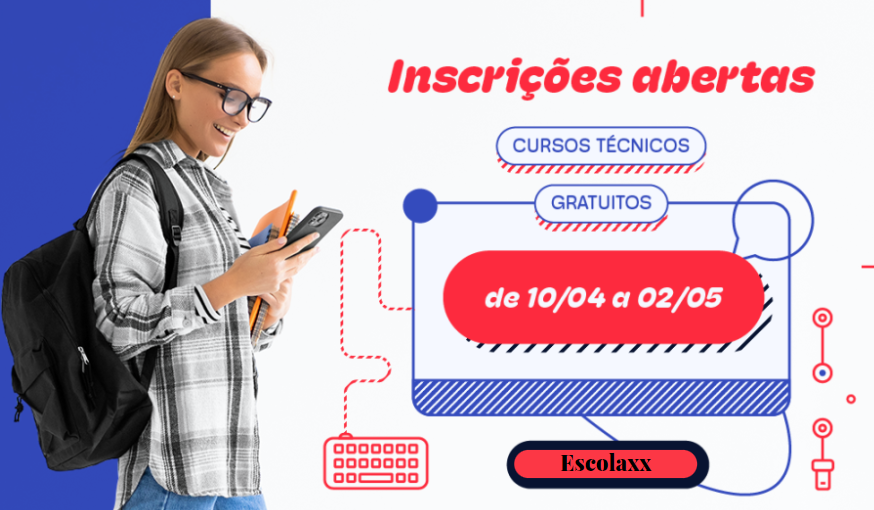 Inscrições abertas
CURSOS TÉCNICOS
GRATUITOS
de 10/04 a 02/05
Escolaxx